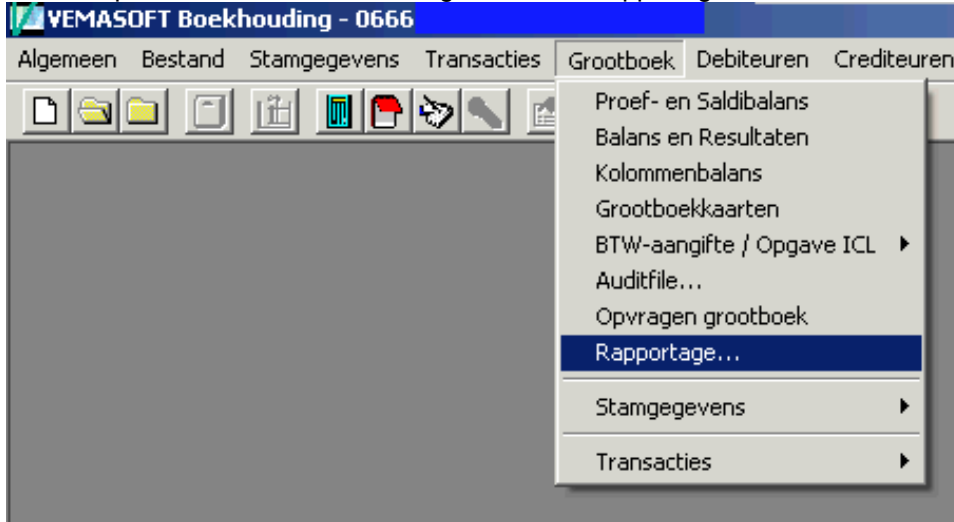 VEMASOFT Boekhouding - 0666
Algemeen Bestand Stamgegevens Transacties Grootboek Debiteuren Crediteuren
Proef- en Saldibalans
Balans en Resultaten
Kolommenbalans
Grootboekkaarten
BTW-aangifte / Opgave ICL
Auditfile...
Opvragen grootboek
Rapportage...
Stamgegevens
Transacties